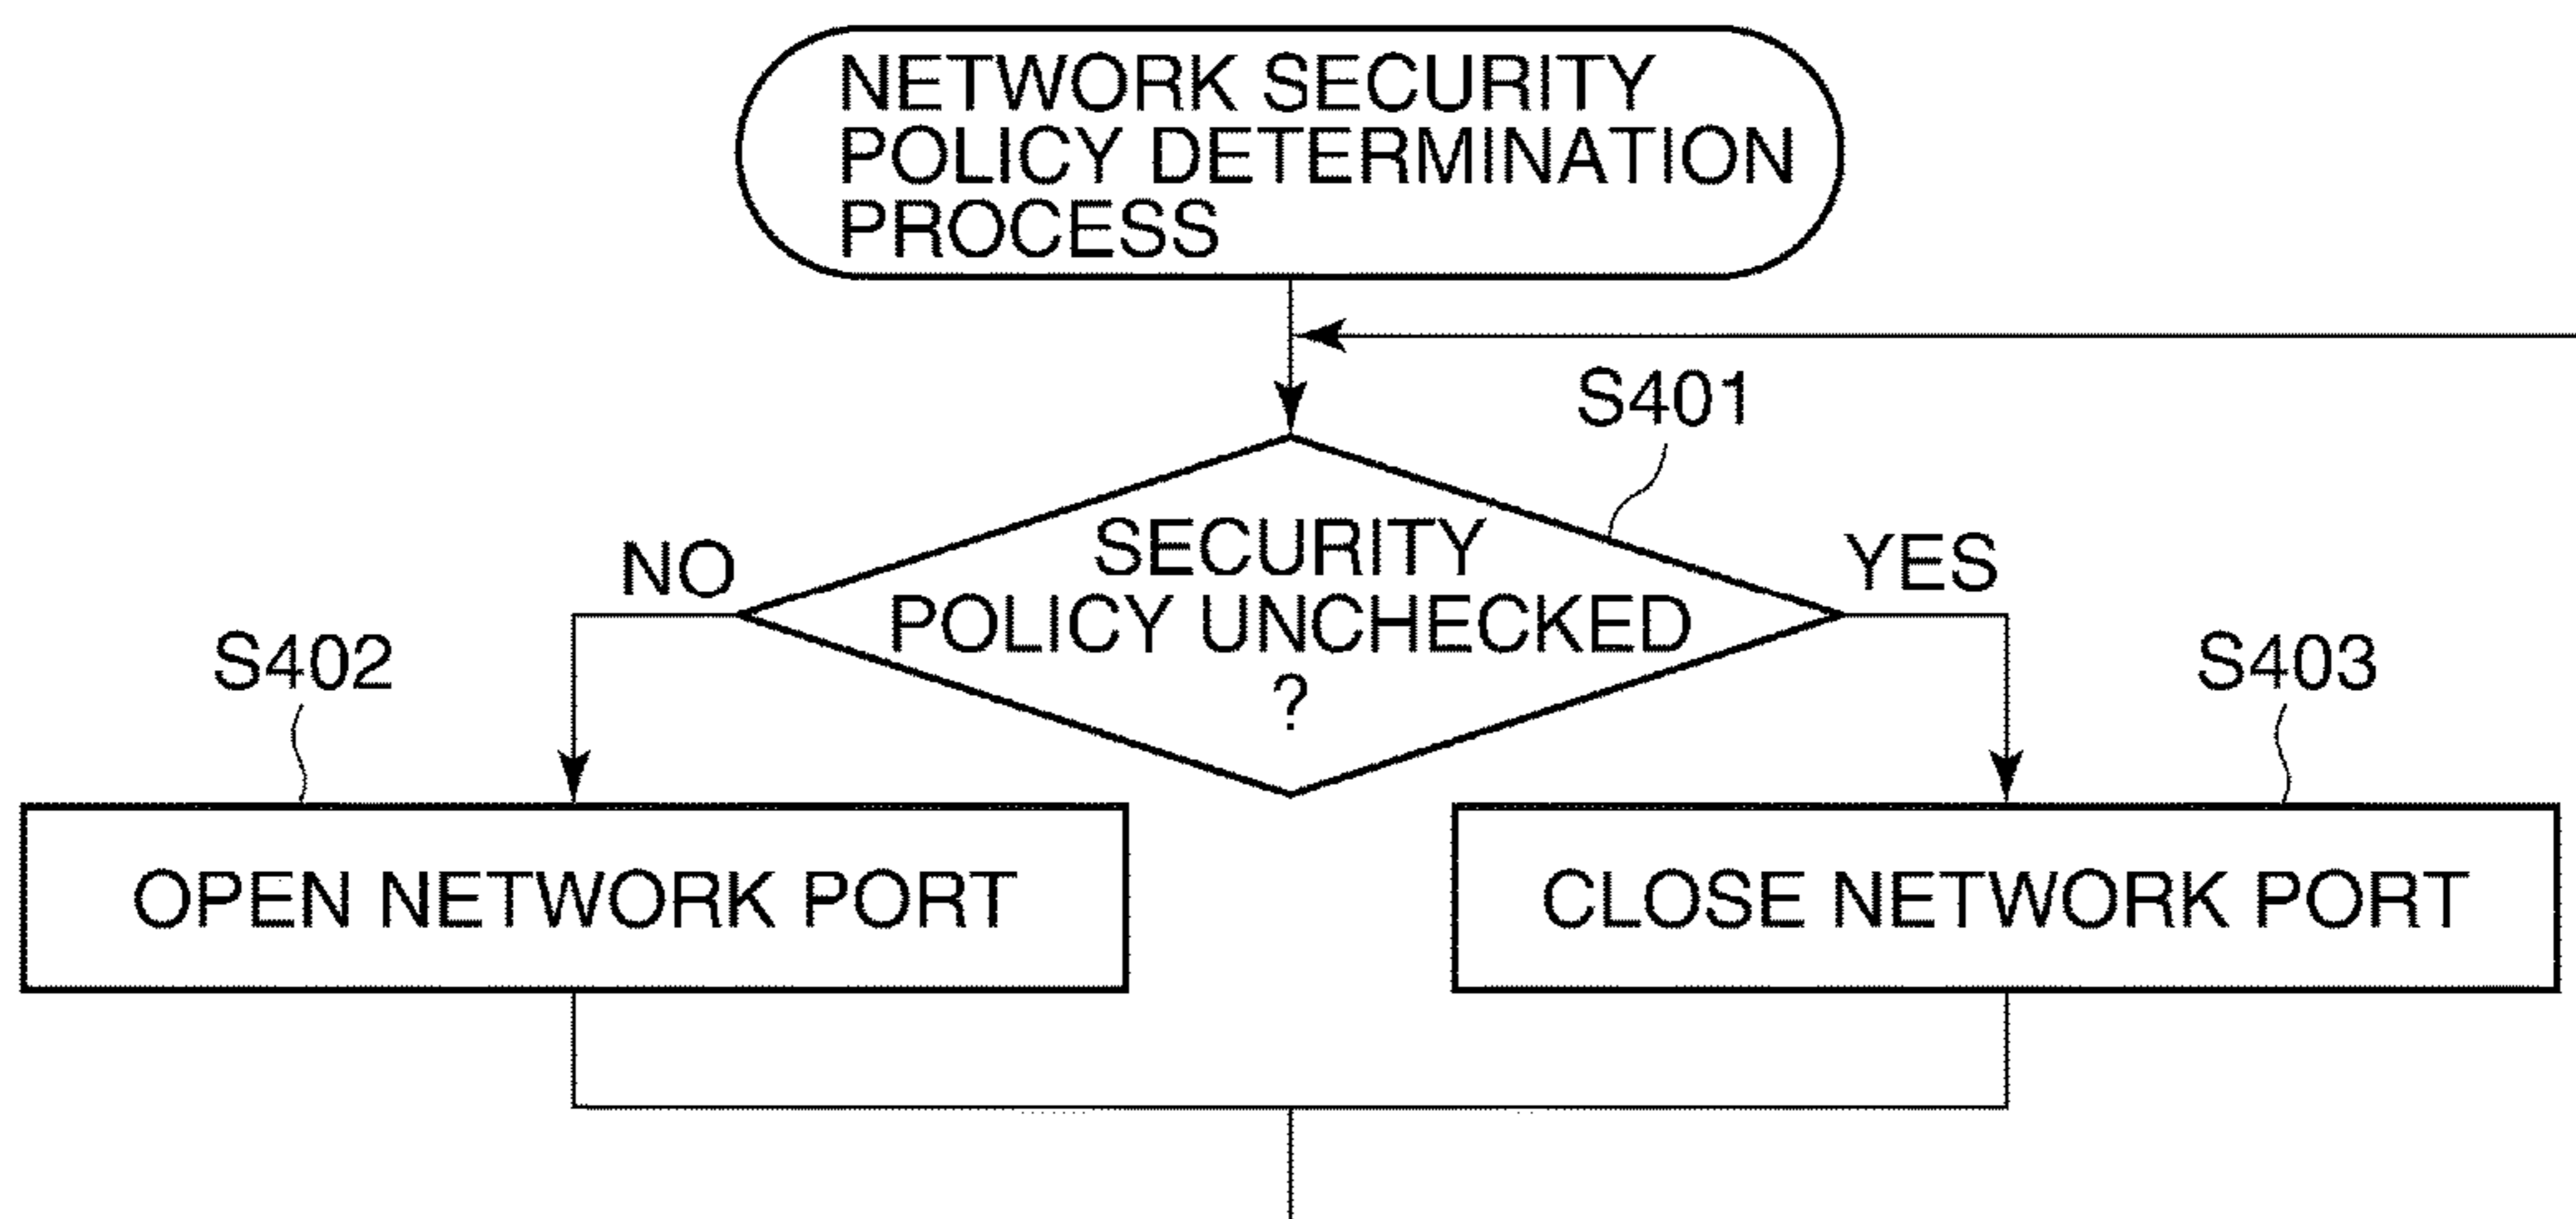 NETWORK SECURITY
POLICY DETERMINATION
PROCESS
S401
SECURITY
POLICY UNCHECKED
?
NO
YES
S402
S403
OPEN NETWORK PORT
CLOSE NETWORK PORT